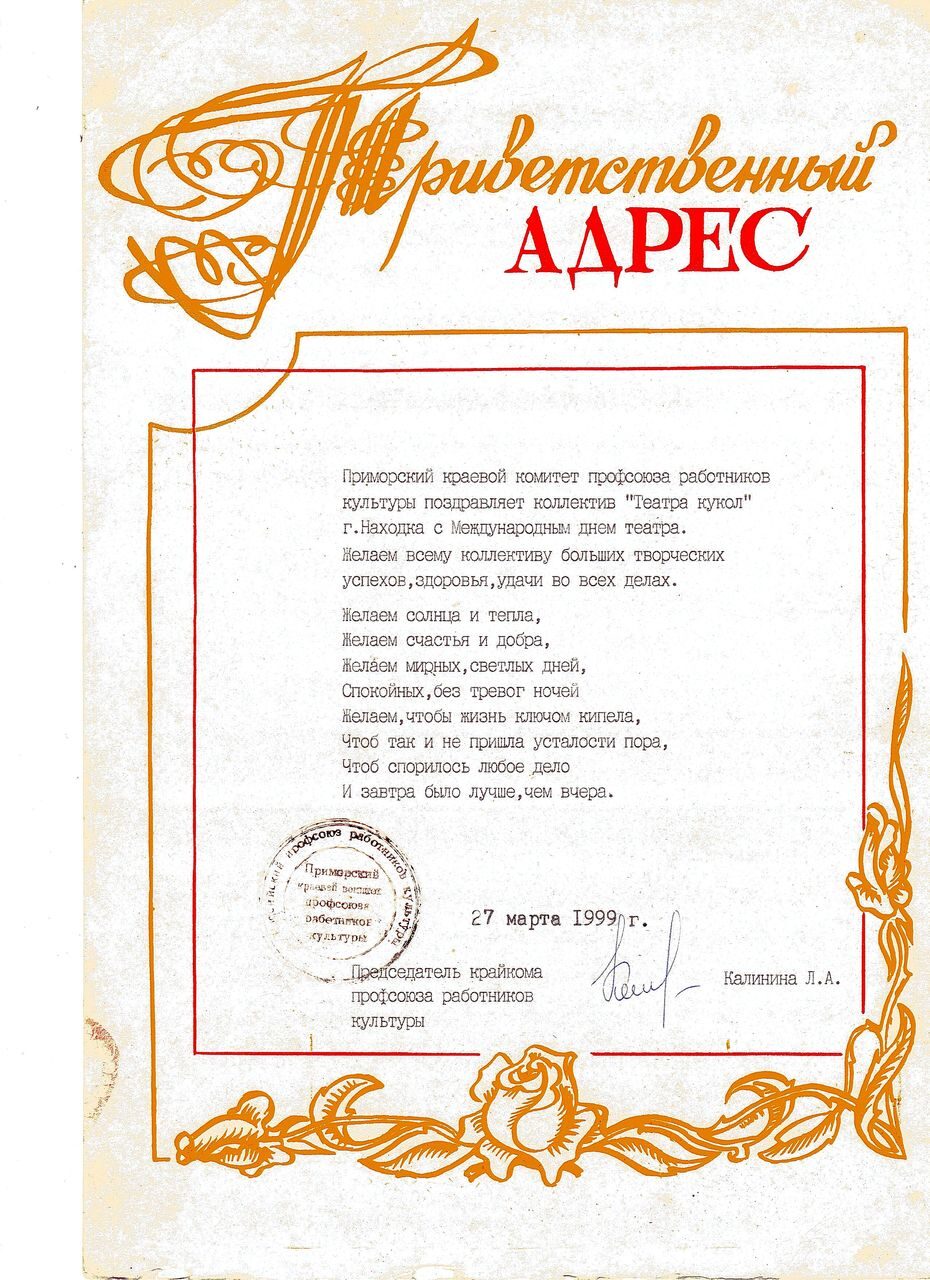 Приветственный
АДРЕС
Приморский краевой комитет профсоюза работников
культуры поздравляет коллектив "Театра кукол"
г.Находка с Международным днем театра.
Желаем всему коллективу больших творческих
успехов,здоровья,удачи во всех делах.
Желаем солнца и тепла,
Желаем счастья и добра,
Желаем мирных,светлых дней,
Спокойных,без тревог ночей
Желаем,чтобы жизнь ключом кипела,
Чтоб так и не пришла усталости пора,
Чтоб спорилось любое дело
И завтра было лучше,чем вчера.
профсоюз работников культуры
Приморский
краевой комитет
профсоюза
работников
культуры
27 марта 1999 г.
Председатель крайкома
профсоюза работников
культуры
Калинина Л.А.